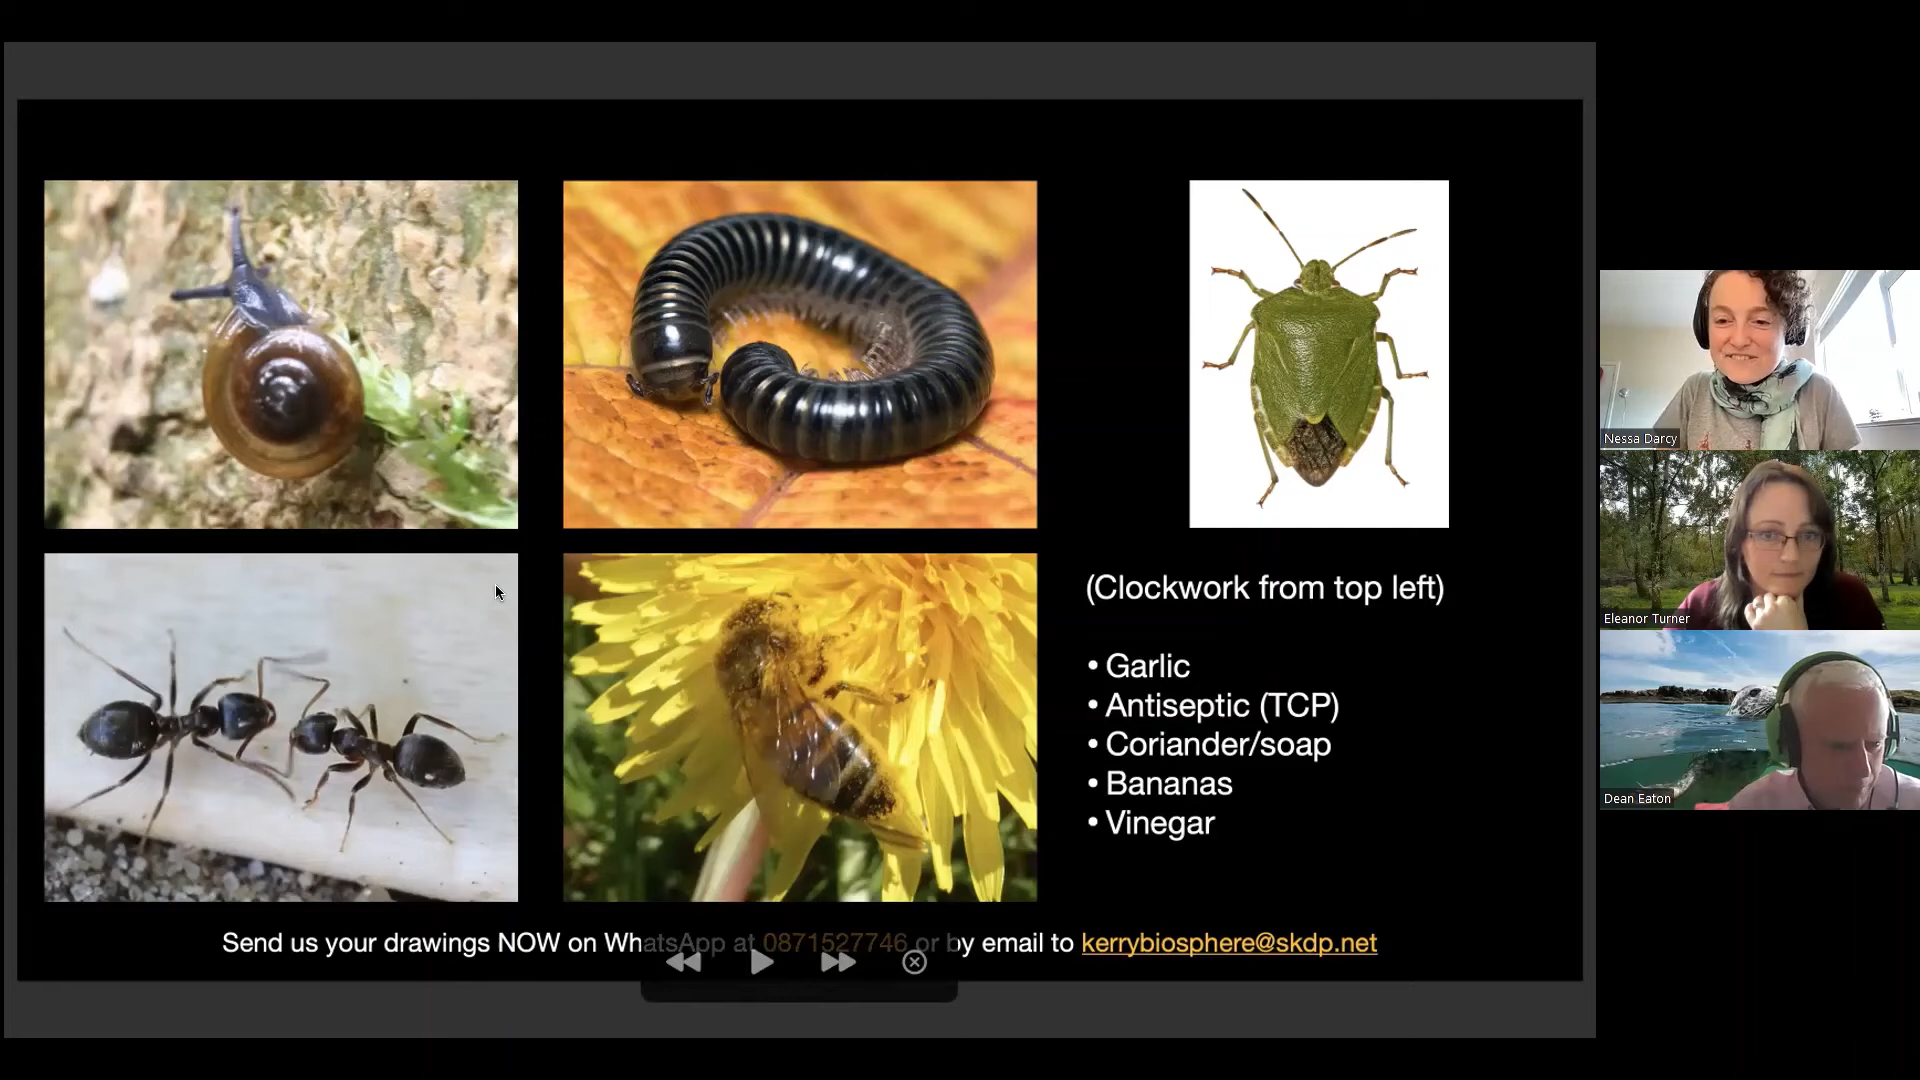 (Clockwork from top left)
• Garlic
• Antiseptic (TCP)
• Coriander/soap
• Bananas
• Vinegar
Send us your drawings NOW on WhatsApp at 0871527746 or by email to kerrybiosphere@skdp.net
Nessa Darcy
Eleanor Turner
Dean Eaton